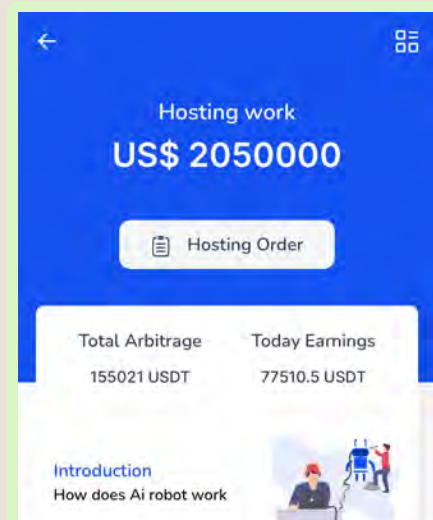 Hosting work
US$ 2050000
Hosting Order
Total Arbitrage Today Earnings
155021 USDT 77510.5 USDT
Introduction
How does Ai robot work